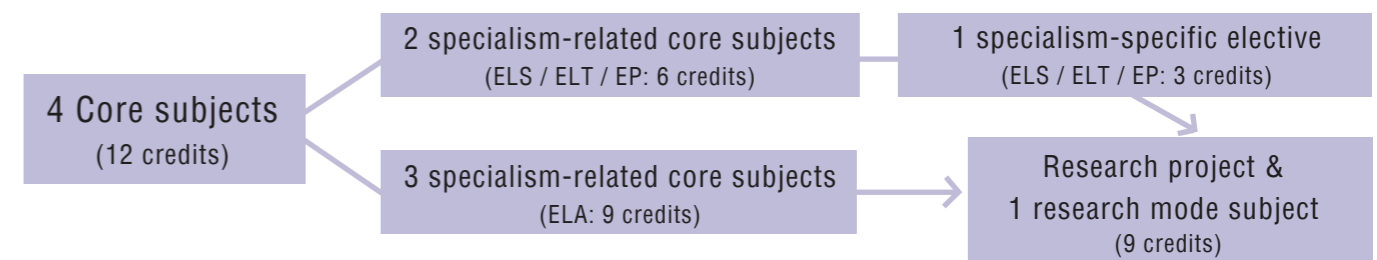 4 Core subjects
(12 credits)
2 specialism-related core subjects
(ELS / ELT / EP: 6 credits)
1 specialism-specific elective
(ELS / ELT / EP: 3 credits)
3 specialism-related core subjects
(ELA: 9 credits)
Research project &
1 research mode subject
(9 credits)